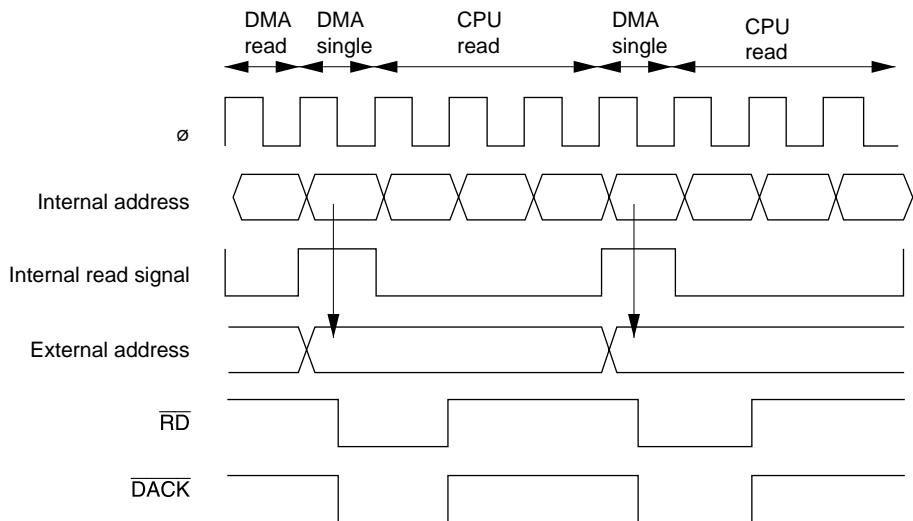 DMA
read
DMA
single
CPU
read
DMA
single
CPU
read
ø
Internal address
Internal read signal
External address
RD
DACK